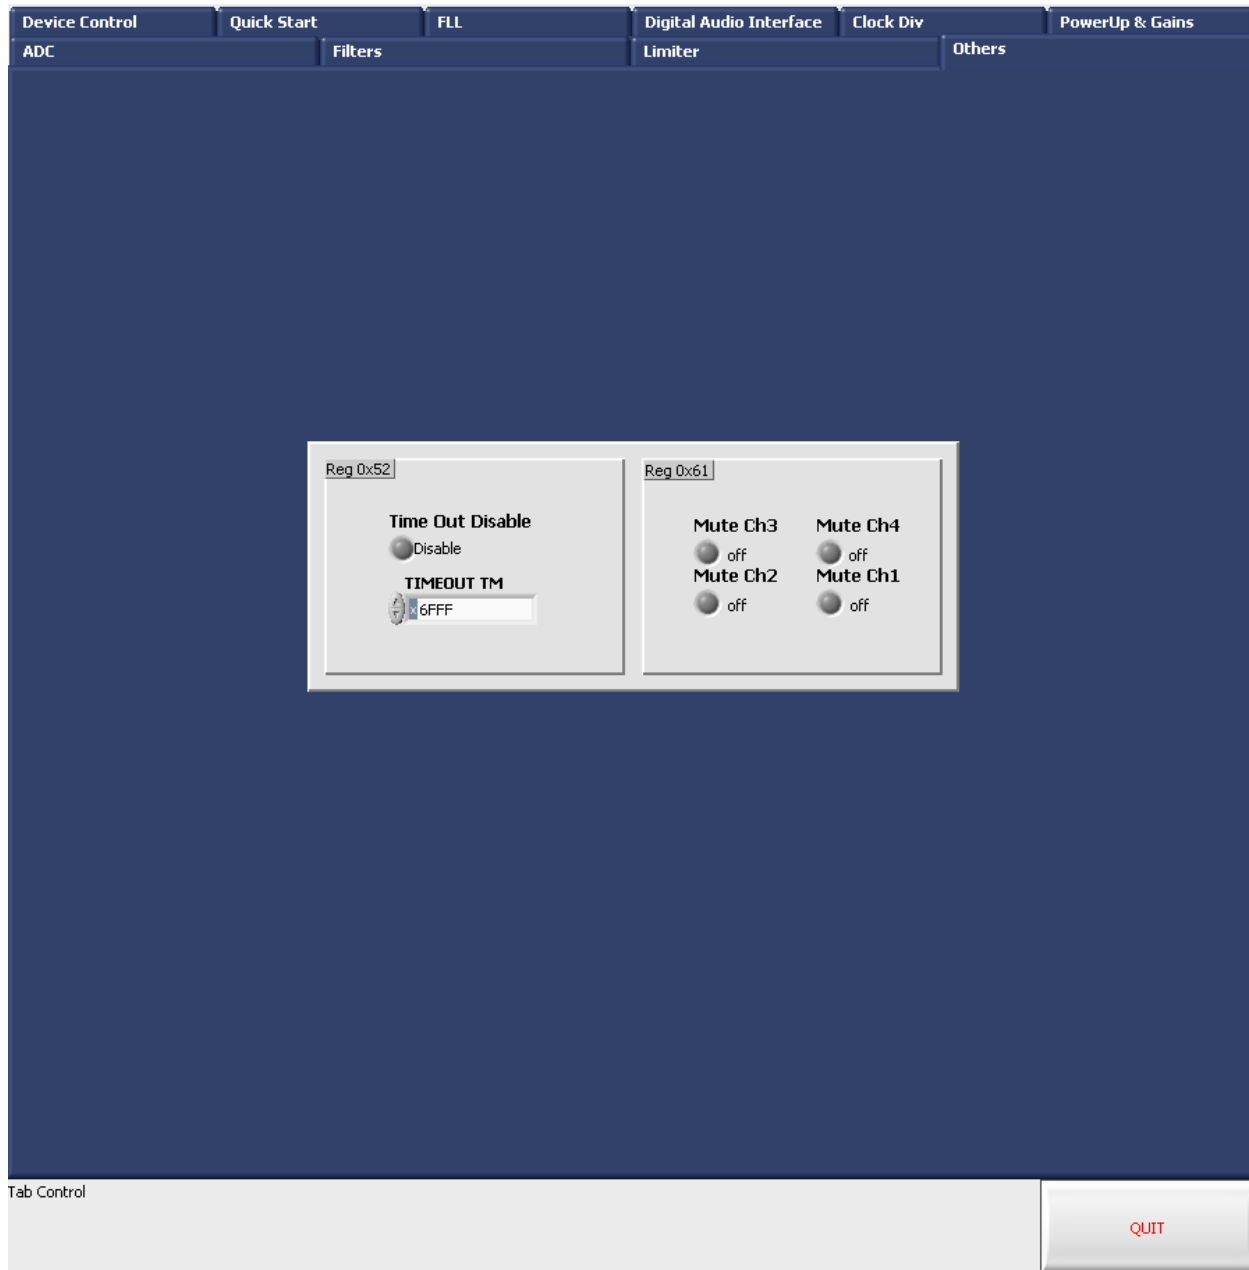 Device Control Quick Start FLL Digital Audio Interface Clock Div PowerUp & Gains
ADC Filters Limiter Others
Reg 0x52
Time Out Disable
Disable
TIMEOUT TM
x 6FFF
Reg 0x61
Mute Ch3 Mute Ch4
off off
Mute Ch2 Mute Ch1
off off
Tab Control
QUIT